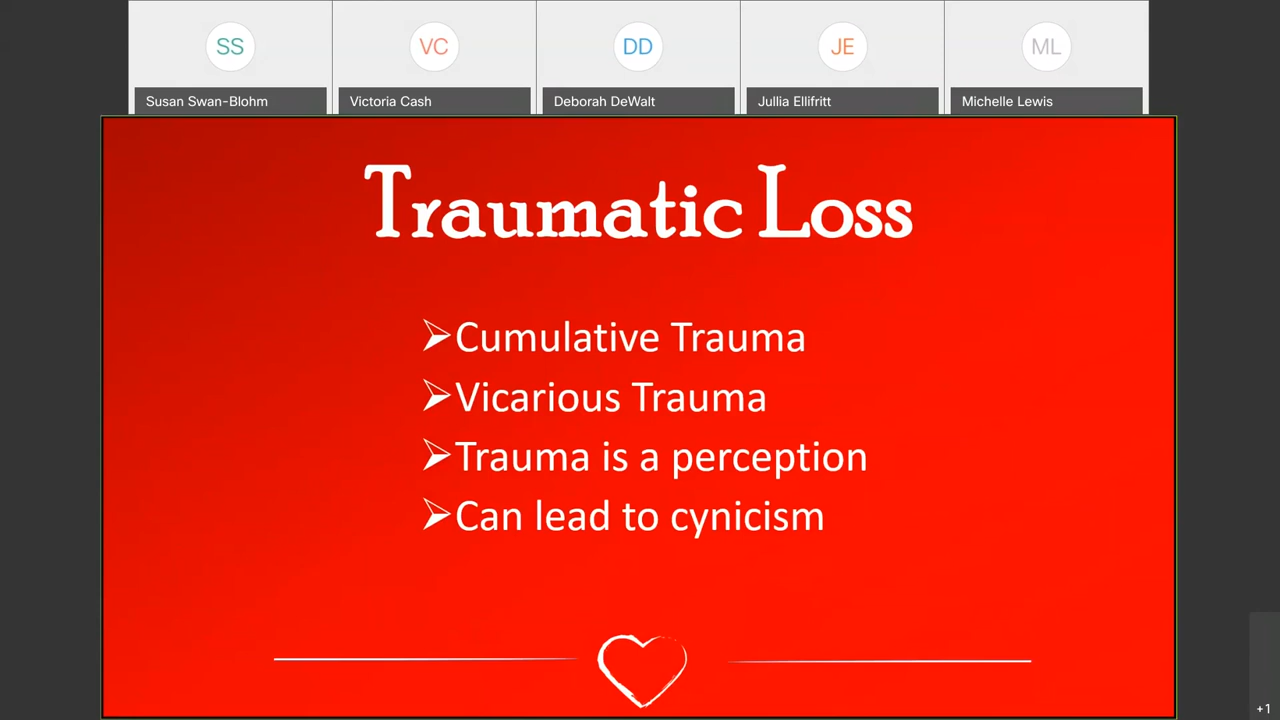 SS
VC
DD
JE
ML
Susan Swan-Blohm
Victoria Cash
Deborah DeWalt
Jullia Ellifritt
Michelle Lewis
Traumatic Loss
➢Cumulative Trauma
➢Vicarious Trauma
➢Trauma is a perception
➢Can lead to cynicism
+1